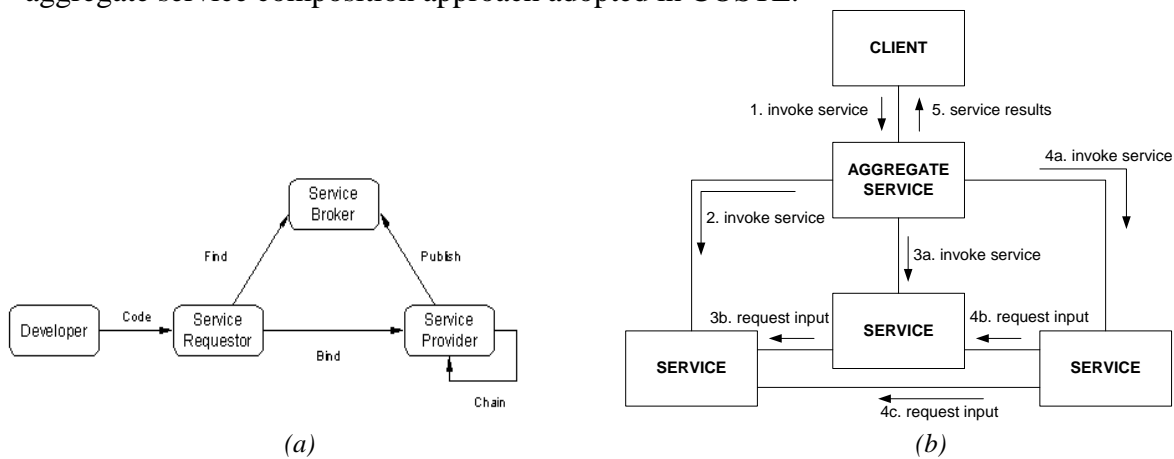 aggregate service composition approach adopted in COSTE.
CLIENT
1. invoke service
5. service results
AGGREGATE
SERVICE
4a. invoke service
2. invoke service
3a. invoke service
3b. request input
SERVICE
4b. request input
SERVICE
SERVICE
4c. request input
(b)
Service
Broker
Find
Publish
Developer
Code
Service
Requestor
Bind
Service
Provider
Chain
(a)